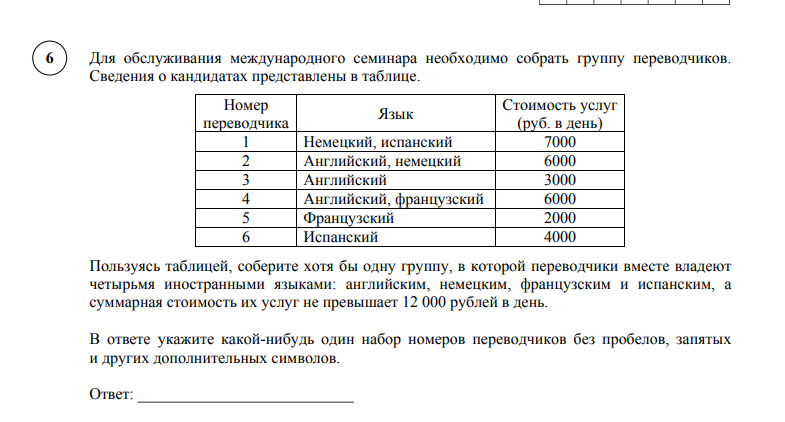 6
Для обслуживания международного семинара необходимо собрать группу переводчиков.
Сведения о кандидатах представлены в таблице.
Номер переводчика Язык Стоимость услуг (руб. в день)
1 Немецкий, испанский 7000
2 Английский, немецкий 6000
3 Английский 3000
4 Английский, французский 6000
5 Французский 2000
6 Испанский 4000
Пользуясь таблицей, соберите хотя бы одну группу, в которой переводчики вместе владеют
четырьмя иностранными языками: английским, немецким, французским и испанским, а
суммарная стоимость их услуг не превышает 12 000 рублей в день.
В ответе укажите какой-нибудь один набор номеров переводчиков без пробелов, запятых
и других дополнительных символов.
Ответ: ___________________________